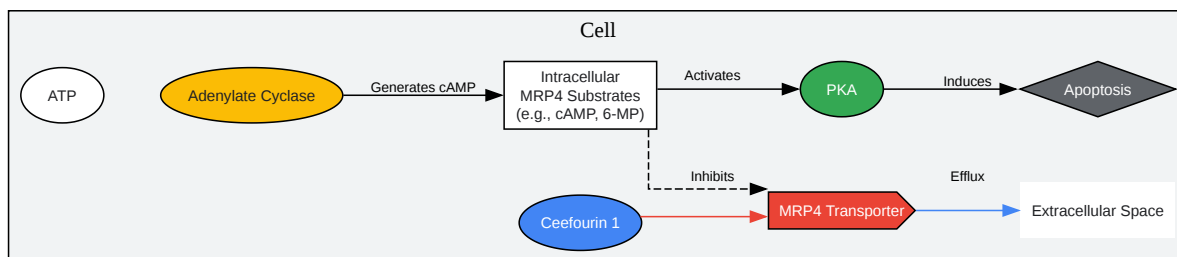 Cell
ATP
Adenylate Cyclase
Generates cAMP
Intracellular
MRP4 Substrates
(e.g., cAMP, 6-MP)
Activates
PKA
Induces
Apoptosis
Inhibits
Efflux
Ceefourin 1
MRP4 Transporter
Extracellular Space